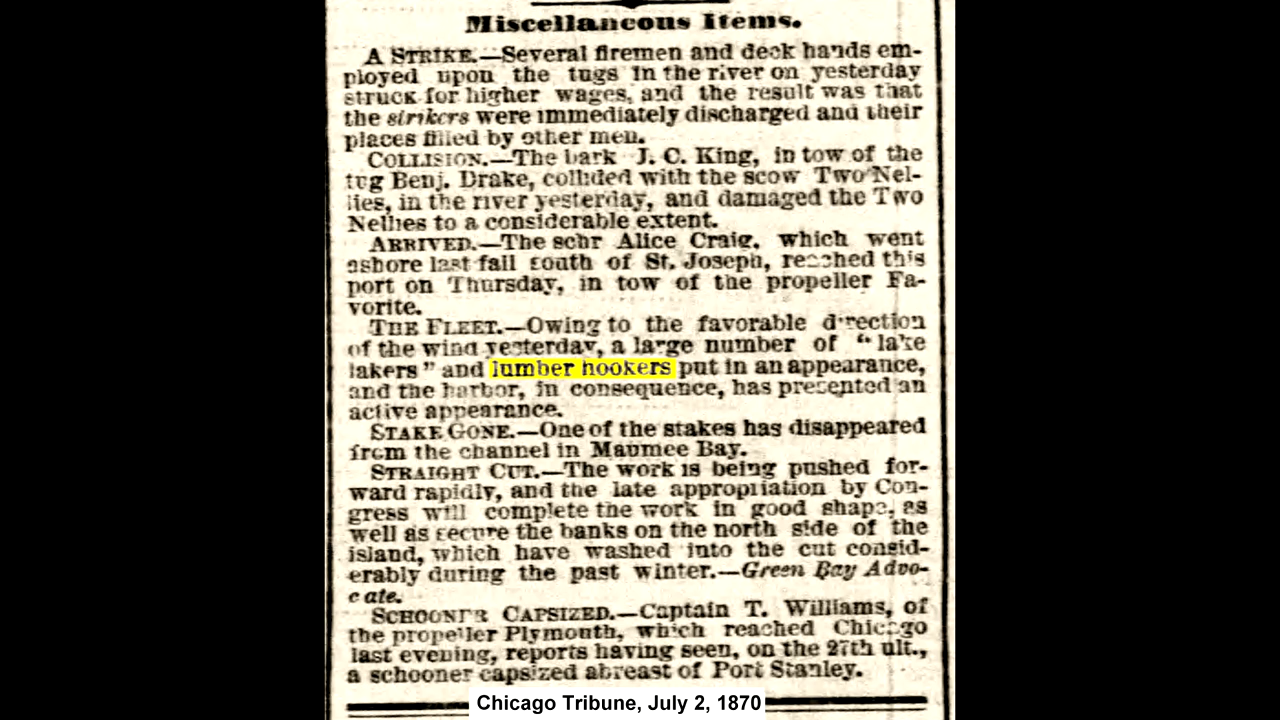 Miscellaneous Items.
A STRIKE.—Several firemen and deck hands em-
ployed upon the tugs in the river on yesterday
struck for higher wages, and the result was that
the strikers were immediately discharged and their
places filled by other men.
COLLISION.—The bark J. C. King, in tow of the
tug Benj. Drake, collided with the scow Two Nel-
lies, in the river yesterday, and damaged the Two
Nellies to a considerable extent.
ARRIVED.—The schr Alice Craig, which went
ashore last fall south of St. Joseph, reached this
port on Thursday, in tow of the propeller Fa-
vorite.
THE FLEET.—Owing to the favorable direction
of the wind yesterday, a large number of “lake
lakers” and lumber hookers put in an appearance,
and the harbor, in consequence, has presented an
active appearance.
STAKE GONE.—One of the stakes has disappeared
from the channel in Maumee Bay.
STRAIGHT CUT.—The work is being pushed for-
ward rapidly, and the late appropriation by Con-
gress will complete the work in good shape, as
well as secure the banks on the north side of the
island, which have washed into the cut consid-
erably during the past winter.—Green Bay Advo-
cate.
SCHOONER CAPSIZED.—Captain T. Williams, of
the propeller Plymouth, which reached Chicago
last evening, reports having seen, on the 27th ult.,
a schooner capsized abreast of Port Stanley.
Chicago Tribune, July 2, 1870